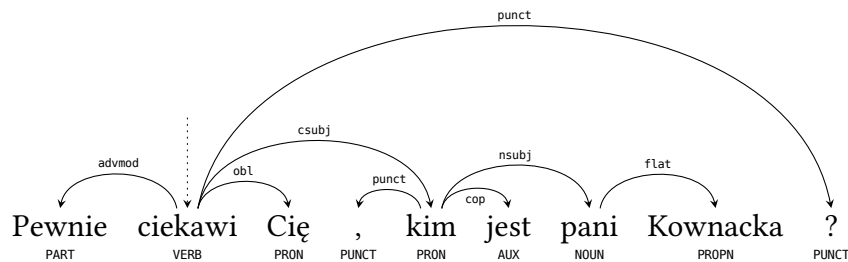 punct
csubj
advmod obl punct cop nsubj flat
Pewnie ciekawi Cię , kim jest pani Kownacka ?
PART VERB PRON PUNCT PRON AUX NOUN PROPN PUNCT